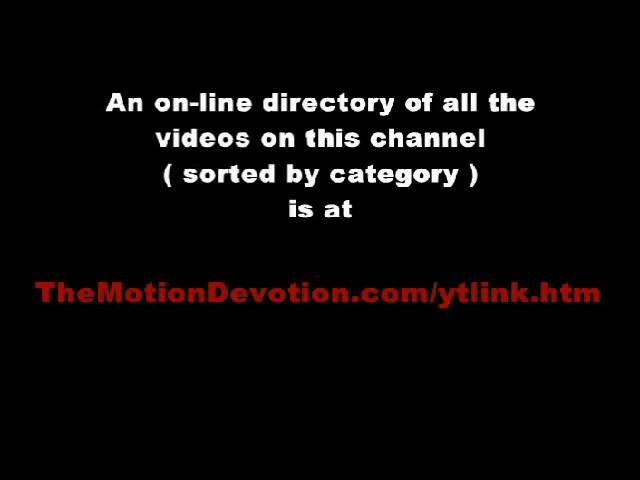 An on-line directory of all the
videos on this channel
( sorted by category )
is at
TheMotionDevotion.com/ytlink.htm